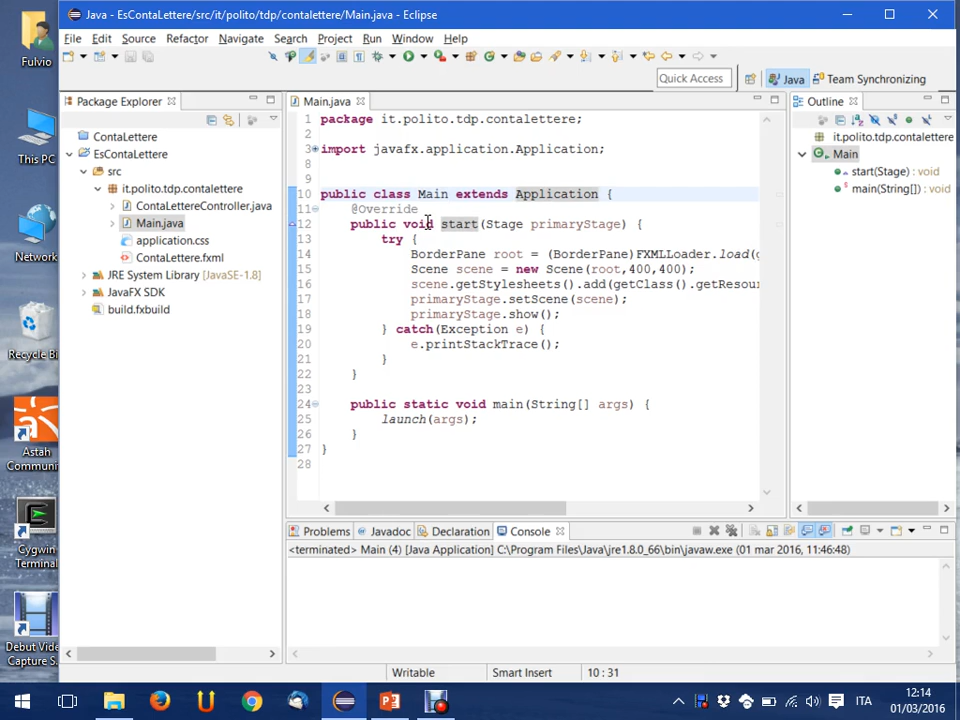 Java - EsContaLettere/src/it/polito/tdp/contalettere/Main.java - Eclipse
File Edit Source Refactor Navigate Search Project Run Window Help
Quick Access
Java
Team Synchronizing
Fulvio
This PC
Network
Recycle Bi
Astah
Communi
Cygwin
Terminal
Debut Vide
Capture S...
Package Explorer
ContaLettere
EsContaLettere
src
it.polito.tdp.contalettere
ContaLettereController.java
Main.java
application.css
ContaLettere.fxml
JRE System Library [JavaSE-1.8]
JavaFX SDK
build.fxbuild
Main.java
1 package it.polito.tdp.contalettere;
2
3 import javafx.application.Application;
8
9
10 public class Main extends Application {
11 @Override
12 public void start(Stage primaryStage) {
13 try {
14 BorderPane root = (BorderPane)FXMLLoader.load(g
15 Scene scene = new Scene(root,400,400);
16 scene.getStylesheets().add(getClass().getResou
17 primaryStage.setScene(scene);
18 primaryStage.show();
19 } catch(Exception e) {
20 e.printStackTrace();
21 }
22 }
23
24 public static void main(String[] args) {
25 launch(args);
26 }
27 }
28
Outline
it.polito.tdp.contalettere
Main
start(Stage) : void
main(String[]) : void
Problems Javadoc Declaration Console
<terminated> Main (4) [Java Application] C:\Program Files\Java\jre1.8.0_66\bin\javaw.exe (01 mar 2016, 11:46:48)
Writable Smart Insert 10 : 31
ITA
12:14
01/03/2016